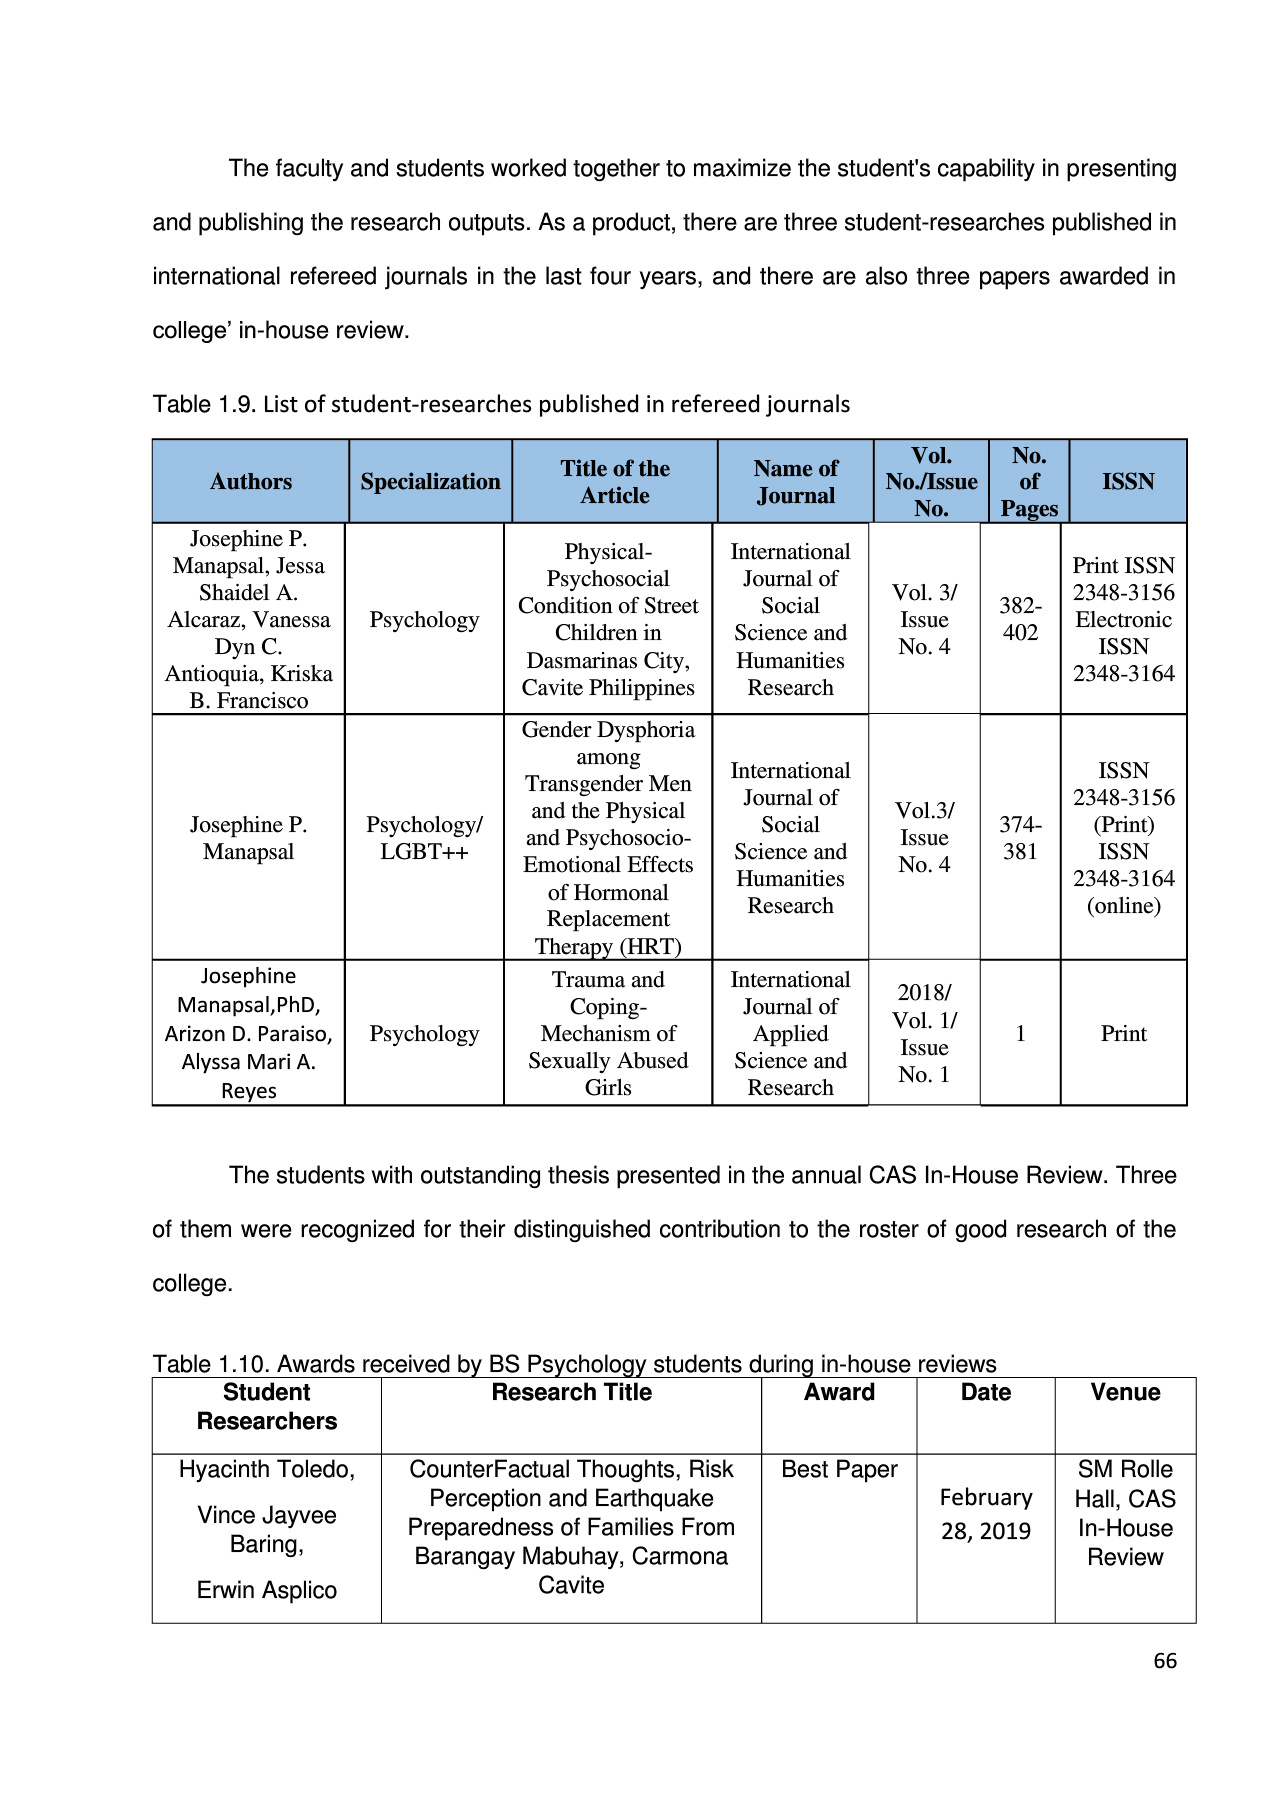 The faculty and students worked together to maximize the student's capability in presenting
and publishing the research outputs. As a product, there are three student-researches published in
international refereed journals in the last four years, and there are also three papers awarded in
college’ in-house review.
Table 1.9. List of student-researches published in refereed journals
Authors
Specialization
Title of the
Article
Name of
Journal
Vol.
No./Issue
No.
No.
of
Pages
ISSN
Josephine P.
Manapsal, Jessa
Shaidel A.
Alcaraz, Vanessa
Dyn C.
Antioquia, Kriska
B. Francisco
Psychology
Physical-
Psychosocial
Condition of Street
Children in
Dasmarinas City,
Cavite Philippines
International
Journal of
Social
Science and
Humanities
Research
Vol. 3/
Issue
No. 4
382-
402
Print ISSN
2348-3156
Electronic
ISSN
2348-3164
Josephine P.
Manapsal
Psychology/
LGBT++
Gender Dysphoria
among
Transgender Men
and the Physical
and Psychosocio-
Emotional Effects
of Hormonal
Replacement
Therapy (HRT)
International
Journal of
Social
Science and
Humanities
Research
Vol.3/
Issue
No. 4
374-
381
ISSN
2348-3156
(Print)
ISSN
2348-3164
(online)
Josephine
Manapsal,PhD,
Arizon D. Paraiso,
Alyssa Mari A.
Reyes
Psychology
Trauma and
Coping-
Mechanism of
Sexually Abused
Girls
International
Journal of
Applied
Science and
Research
2018/
Vol. 1/
Issue
No. 1
1
Print
The students with outstanding thesis presented in the annual CAS In-House Review. Three
of them were recognized for their distinguished contribution to the roster of good research of the
college.
Table 1.10. Awards received by BS Psychology students during in-house reviews
Student
Researchers
Research Title
Award
Date
Venue
Hyacinth Toledo,
Vince Jayvee
Baring,
Erwin Asplico
CounterFactual Thoughts, Risk
Perception and Earthquake
Preparedness of Families From
Barangay Mabuhay, Carmona
Cavite
Best Paper
February
28, 2019
SM Rolle
Hall, CAS
In-House
Review
66